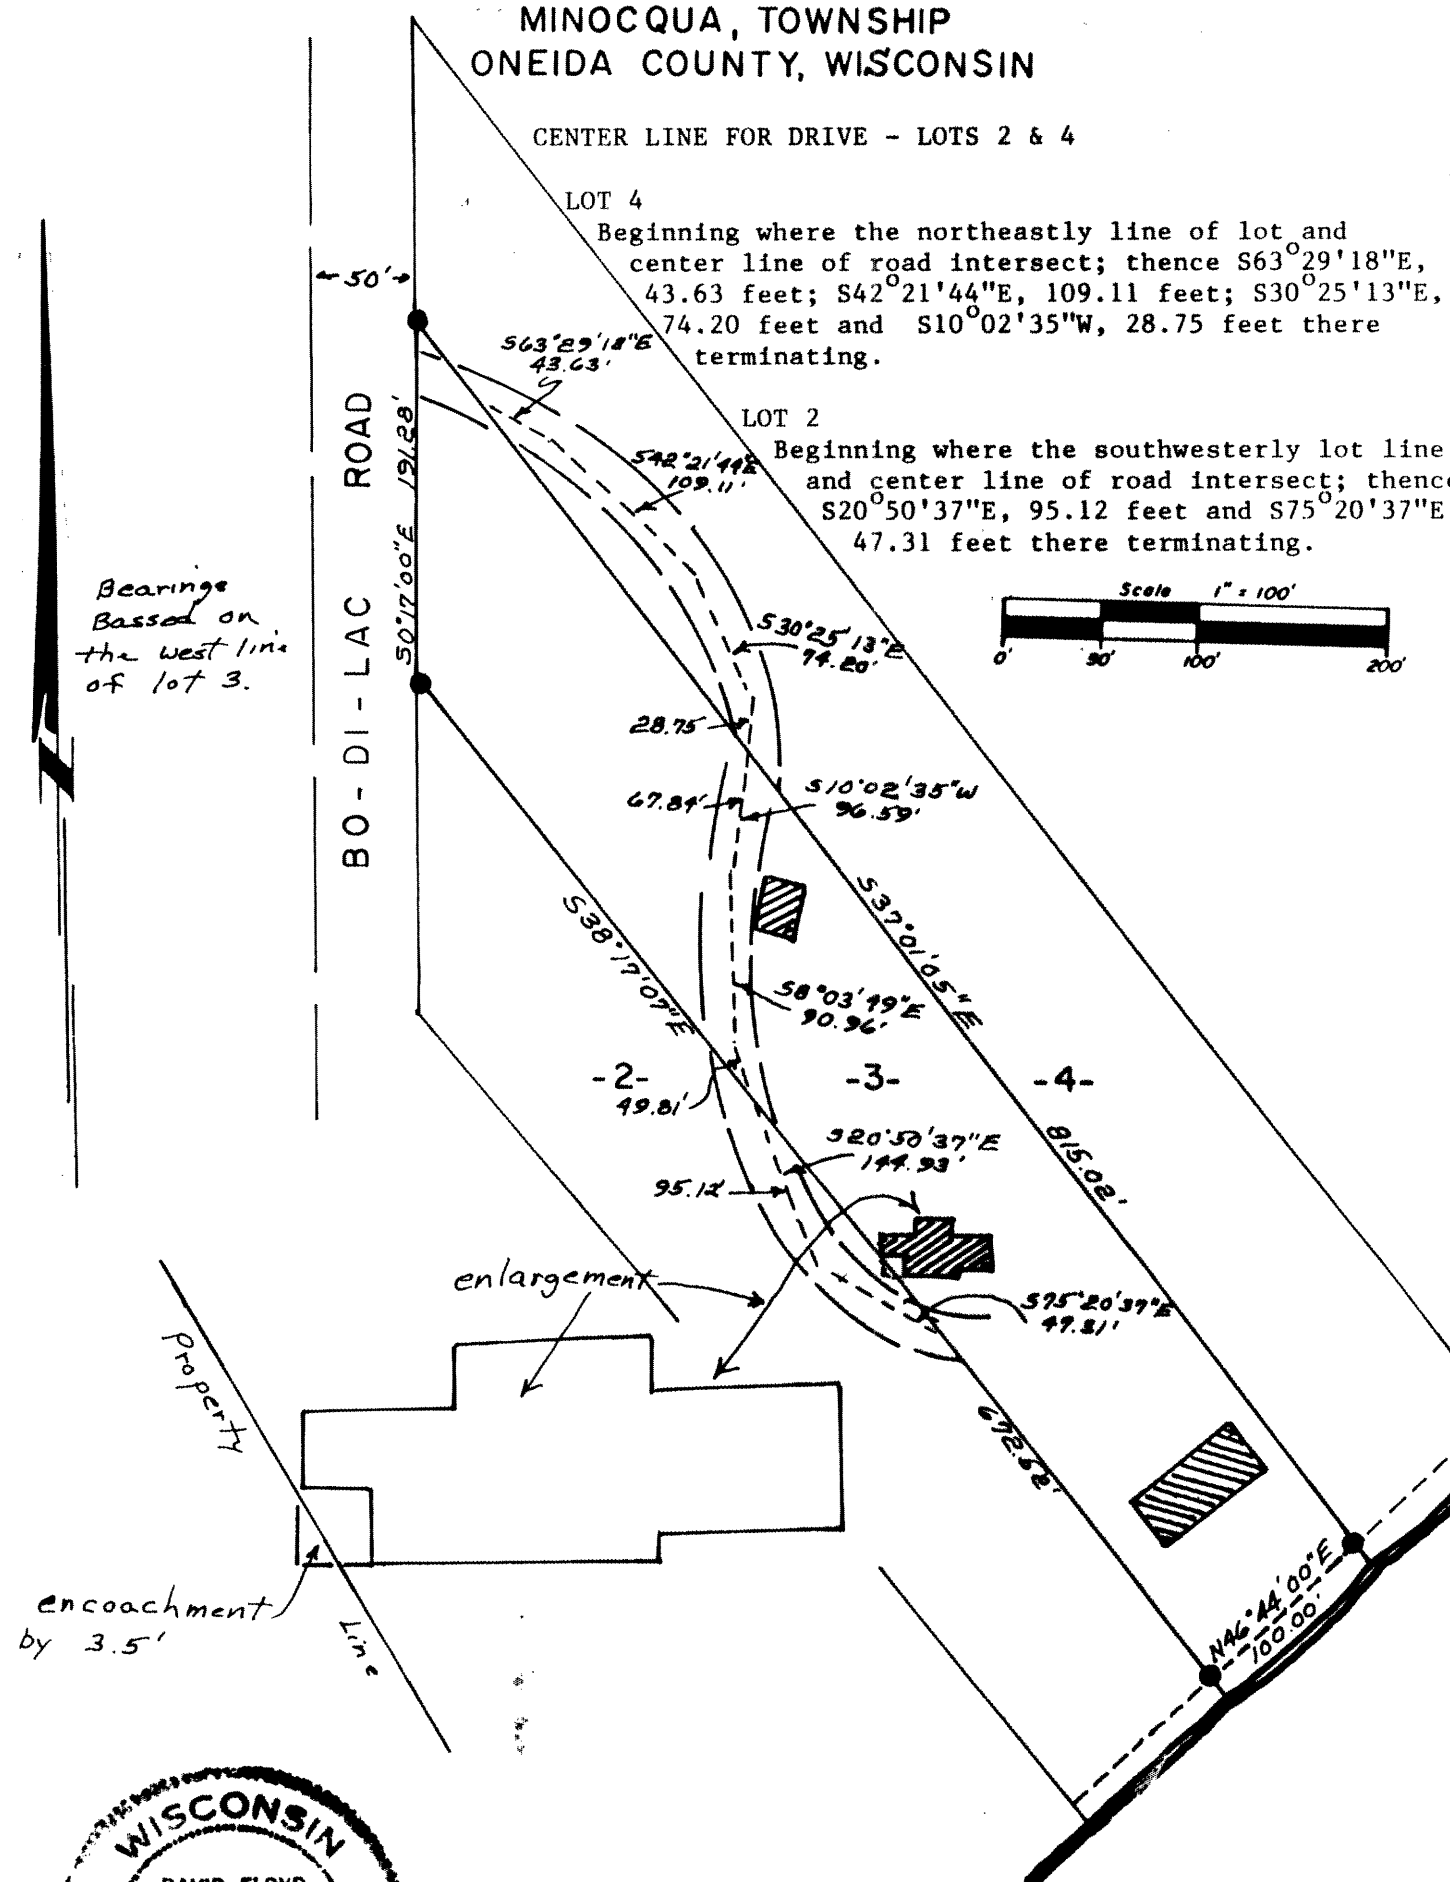 MINOCQUA, TOWNSHIP
ONEIDA COUNTY, WISCONSIN
CENTER LINE FOR DRIVE - LOTS 2 & 4
LOT 4
Beginning where the northeastly line of lot and
center line of road intersect; thence S63°29'18"E,
43.63 feet; S42°21'44"E, 109.11 feet; S30°25'13"E,
74.20 feet and S10°02'35"W, 28.75 feet there
terminating.
50'
S63°29'18"E
43.63'
LOT 2
Beginning where the southwesterly lot line
and center line of road intersect; thence
S20°50'37"E, 95.12 feet and S75°20'37"E
47.31 feet there terminating.
S42°21'44"E
109.11'
Scale 1" = 100'
0' 50' 100' 200'
BO-DI-LAC ROAD
S0°17'00"E 191.28'
Bearings
Bassed on
the west line
of lot 3.
S30°25'13"E
74.20'
28.75'
67.84'
S10°02'35"W
96.59'
S38°17'07"E
S37°01'05"E
S8°03'49"E
90.96'
-2-
-3-
-4-
49.81'
S20°50'37"E
144.93'
815.02'
95.12'
enlargement
S75°20'37"E
47.31'
Property
Line
672.52'
encoachment
by 3.5'
N46°44'00"E
100.00'
WISCONSIN
DAVID FLOYD